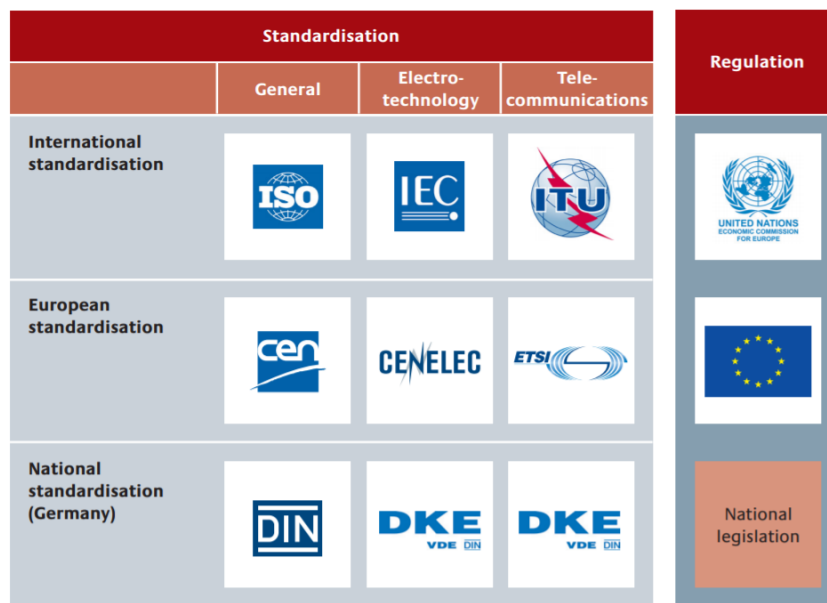 Standardisation
Regulation
General
Electro-
technology
Tele-
communications
International
standardisation
ISO
IEC
ITU
UNITED NATIONS
ECONOMIC COMMISSION
FOR EUROPE
European
standardisation
cen
CENELEC
ETSI
National
standardisation
(Germany)
DIN
DKE
VDE DIN
DKE
VDE DIN
National
legislation